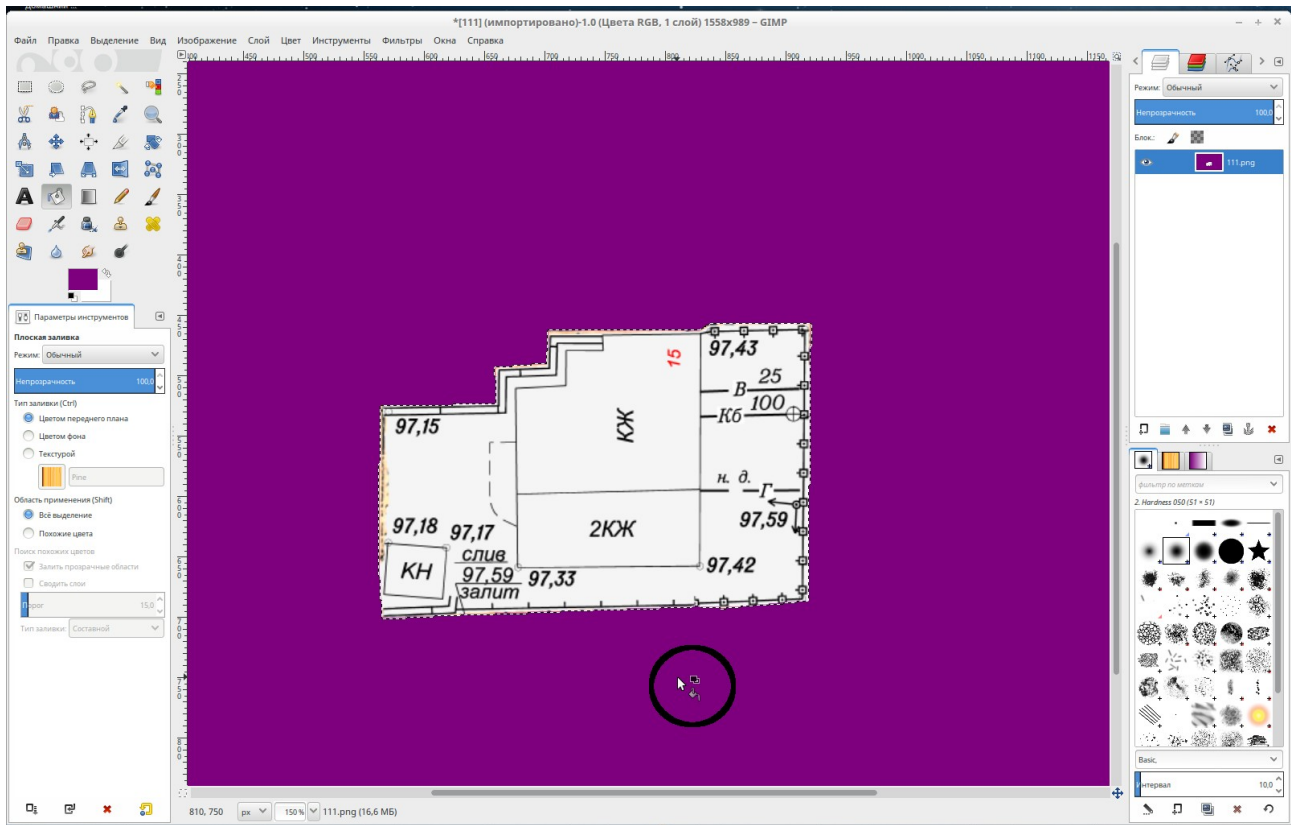 *[111] (импортировано)-1.0 (Цвета RGB, 1 слой) 1558x989 – GIMP
Файл Правка Выделение Вид Изображение Слой Цвет Инструменты Фильтры Окна Справка
Режим: Обычный
Непрозрачность 100,0
Блок.:
111.png
Параметры инструментов
Плоская заливка
Режим: Обычный
Непрозрачность 100,0
Тип заливки (Ctrl)
Цветом переднего плана
Цветом фона
Текстурой
Pine
Область применения (Shift)
Всё выделение
Похожие цвета
Поиск похожих цветов
Залить прозрачные области
Сводить слои
Порог 15,0
Тип заливки: Составной
15
97,43
25
В
100
Кб
97,15
КЖ
н. д.
Г
97,18
97,17
97,59
2КЖ
слив
КН
97,59
97,33
97,42
залит
фильтр по меткам
2. Hardness 050 (51 × 51)
Basic,
Интервал 10,0
810, 750 px 150 % 111.png (16,6 МБ)